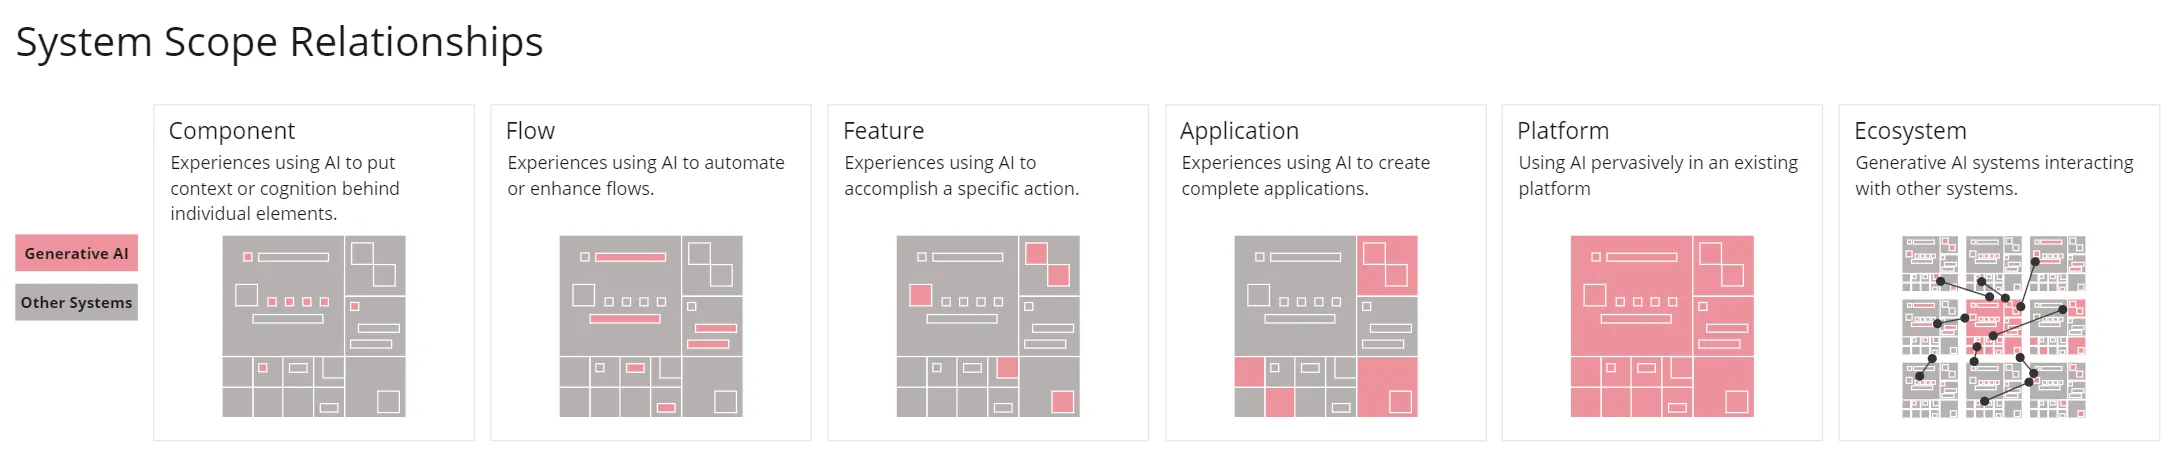 System Scope Relationships
Generative AI
Other Systems
Component
Experiences using AI to put
context or cognition behind
individual elements.
Flow
Experiences using AI to automate
or enhance flows.
Feature
Experiences using AI to
accomplish a specific action.
Application
Experiences using AI to create
complete applications.
Platform
Using AI pervasively in an existing
platform
Ecosystem
Generative AI systems interacting
with other systems.